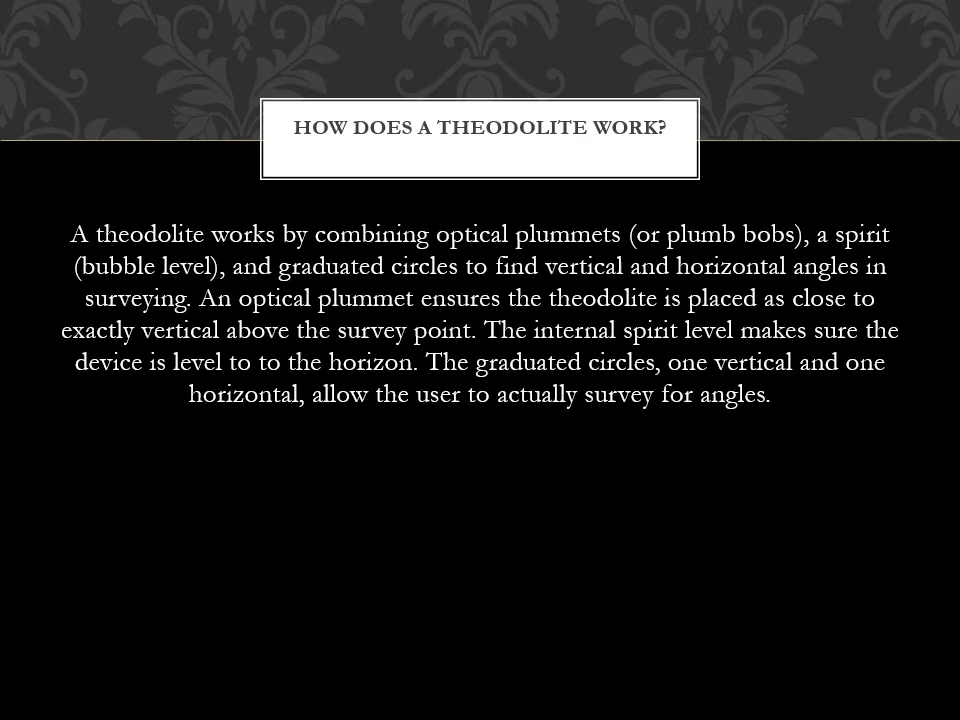 HOW DOES A THEODOLITE WORK?
A theodolite works by combining optical plummets (or plumb bobs), a spirit
(bubble level), and graduated circles to find vertical and horizontal angles in
surveying. An optical plummet ensures the theodolite is placed as close to
exactly vertical above the survey point. The internal spirit level makes sure the
device is level to to the horizon. The graduated circles, one vertical and one
horizontal, allow the user to actually survey for angles.